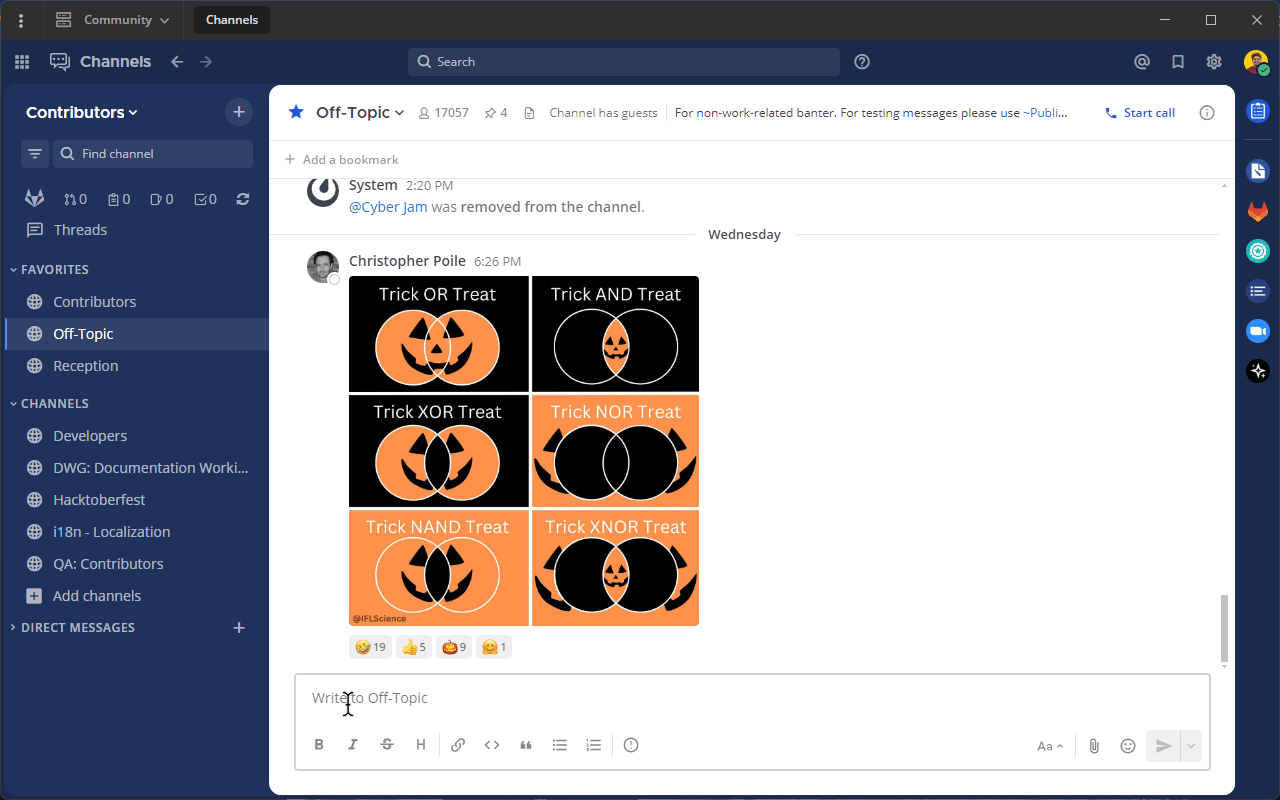 Community
Channels
Channels
Search
Contributors
Off-Topic
17057
4
Channel has guests
For non-work-related banter. For testing messages please use ~Publi...
Start call
Find channel
Add a bookmark
0
0
0
0
Threads
FAVORITES
Contributors
Off-Topic
Reception
CHANNELS
Developers
DWG: Documentation Worki...
Hacktoberfest
i18n - Localization
QA: Contributors
Add channels
DIRECT MESSAGES
System 2:20 PM
@Cyber Jam was removed from the channel.
Wednesday
Christopher Poile 6:26 PM
Trick OR Treat
Trick AND Treat
Trick XOR Treat
Trick NOR Treat
Trick NAND Treat
Trick XNOR Treat
@IFLScience
19
5
9
1
Write to Off-Topic
B I S H
Aa